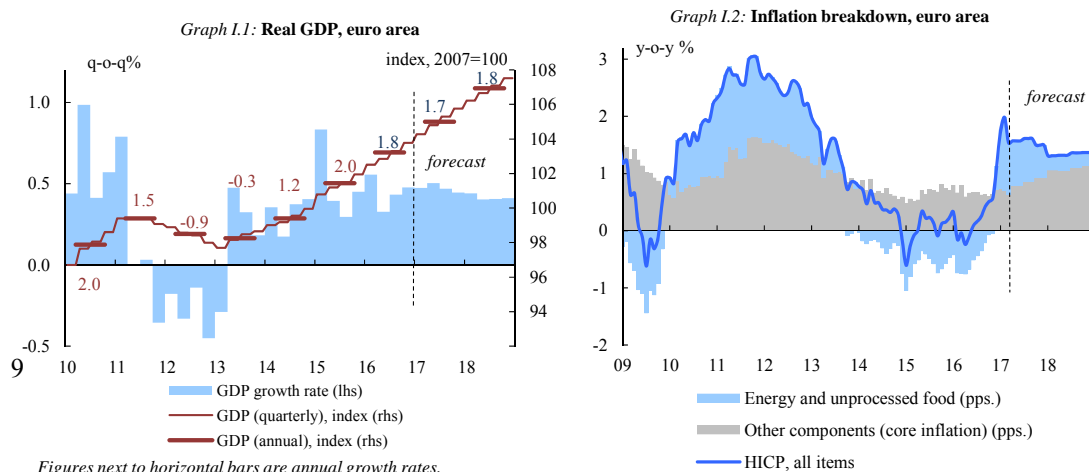 Graph I.1: Real GDP, euro area
q-o-q%
index, 2007=100
1.0
0.5
0.0
-0.5
108
106
104
102
100
98
96
94
2.0
1.5
-0.9
-0.3
1.2
2.0
1.8
1.7
1.8
forecast
10 11 12 13 14 15 16 17 18
9
GDP growth rate (lhs)
GDP (quarterly), index (rhs)
GDP (annual), index (rhs)
Figures next to horizontal bars are annual growth rates.
Graph I.2: Inflation breakdown, euro area
y-o-y %
3
2
1
0
-1
-2
forecast
09 10 11 12 13 14 15 16 17 18
Energy and unprocessed food (pps.)
Other components (core inflation) (pps.)
HICP, all items